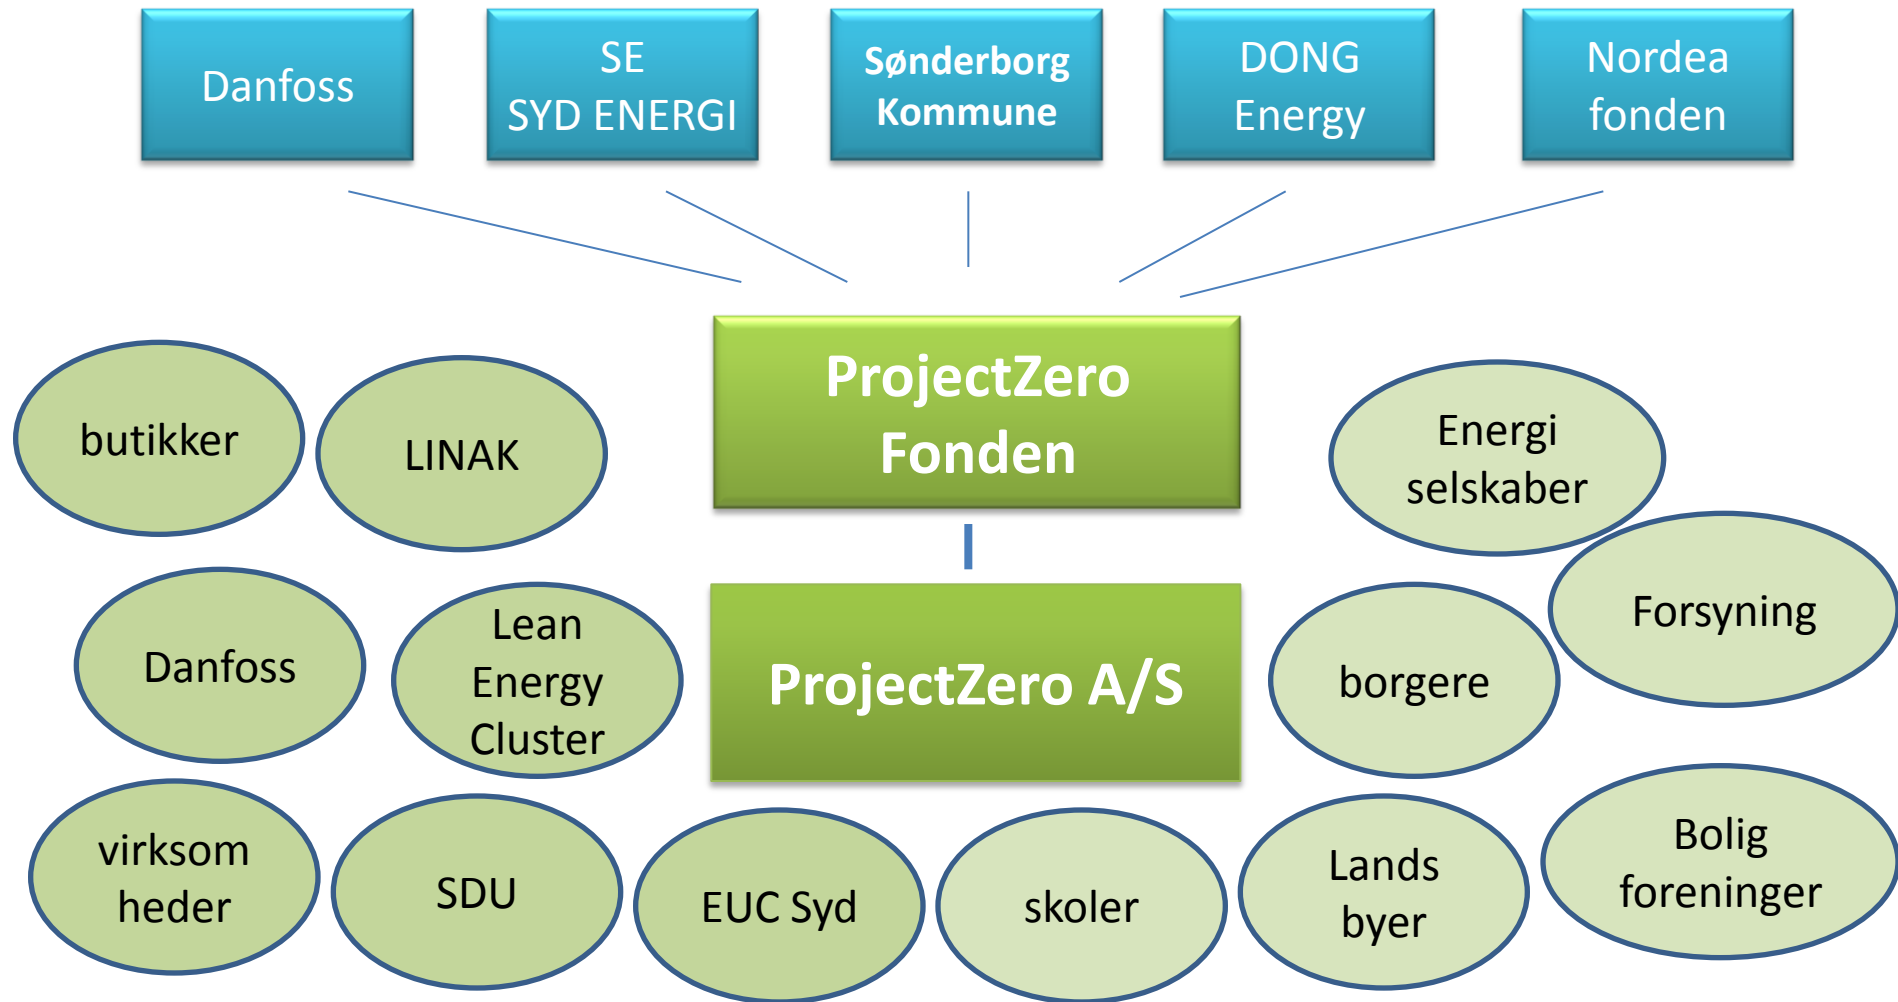 Danfoss
SE
SYD ENERGI
Sønderborg
Kommune
DONG
Energy
Nordea
fonden
ProjectZero
Fonden
butikker
LINAK
Energi
selskaber
Forsyning
Danfoss
Lean
Energy
Cluster
ProjectZero A/S
borgere
virksom
heder
SDU
EUC Syd
skoler
Lands
byer
Bolig
foreninger